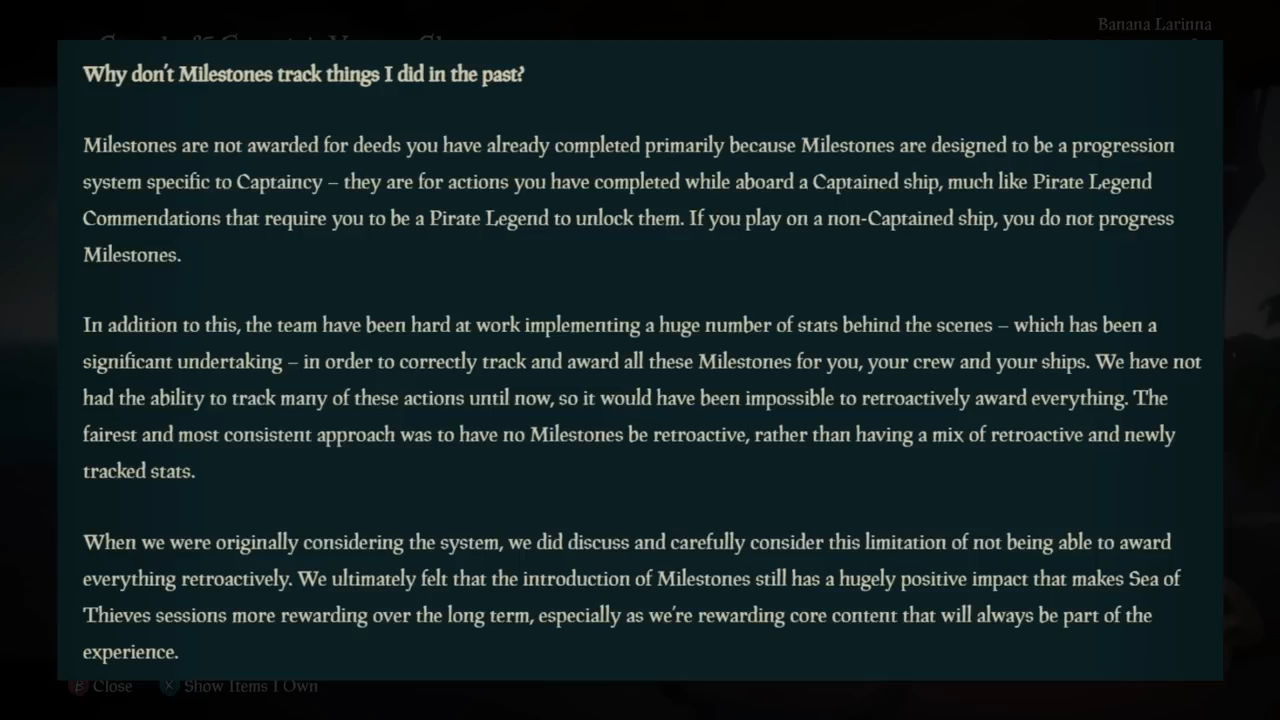 Banana Larinna
Why don't Milestones track things I did in the past?
Milestones are not awarded for deeds you have already completed primarily because Milestones are designed to be a progression
system specific to Captaincy – they are for actions you have completed while aboard a Captained ship, much like Pirate Legend
Commendations that require you to be a Pirate Legend to unlock them. If you play on a non-Captained ship, you do not progress
Milestones.
In addition to this, the team have been hard at work implementing a huge number of stats behind the scenes – which has been a
significant undertaking – in order to correctly track and award all these Milestones for you, your crew and your ships. We have not
had the ability to track many of these actions until now, so it would have been impossible to retroactively award everything. The
fairest and most consistent approach was to have no Milestones be retroactive, rather than having a mix of retroactive and newly
tracked stats.
When we were originally considering the system, we did discuss and carefully consider this limitation of not being able to award
everything retroactively. We ultimately felt that the introduction of Milestones still has a hugely positive impact that makes Sea of
Thieves sessions more rewarding over the long term, especially as we're rewarding core content that will always be part of the
experience.
B Close X Show Items I Own